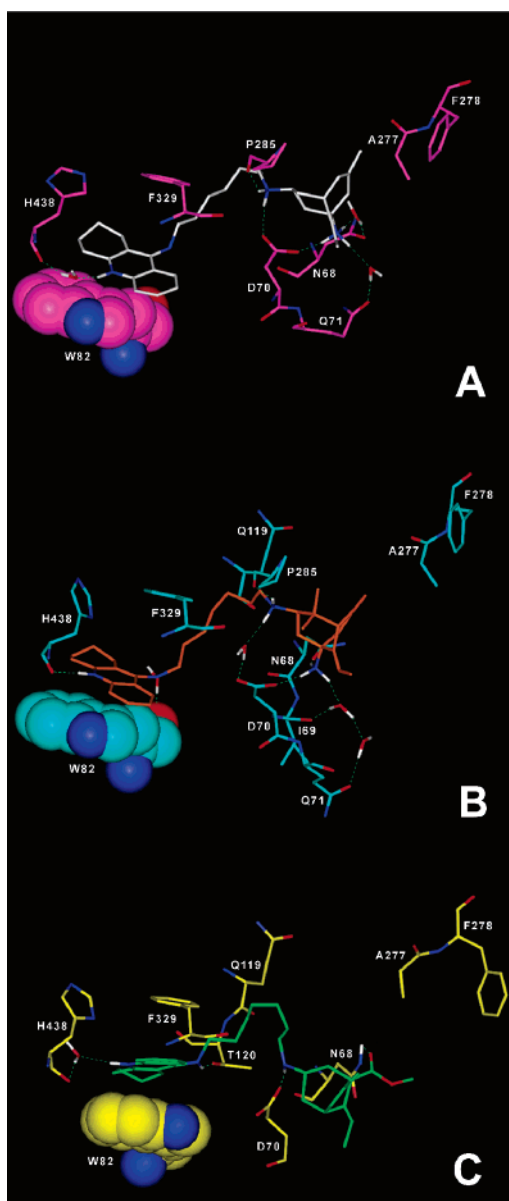 F278
P285
A277
H438
F329
N68
D70
Q71
W82
A
F278
Q119
A277
P285
H438
F329
N68
D70
I69
W82
Q71
B
F278
Q119
A277
H438
F329
T120
N68
D70
W82
C